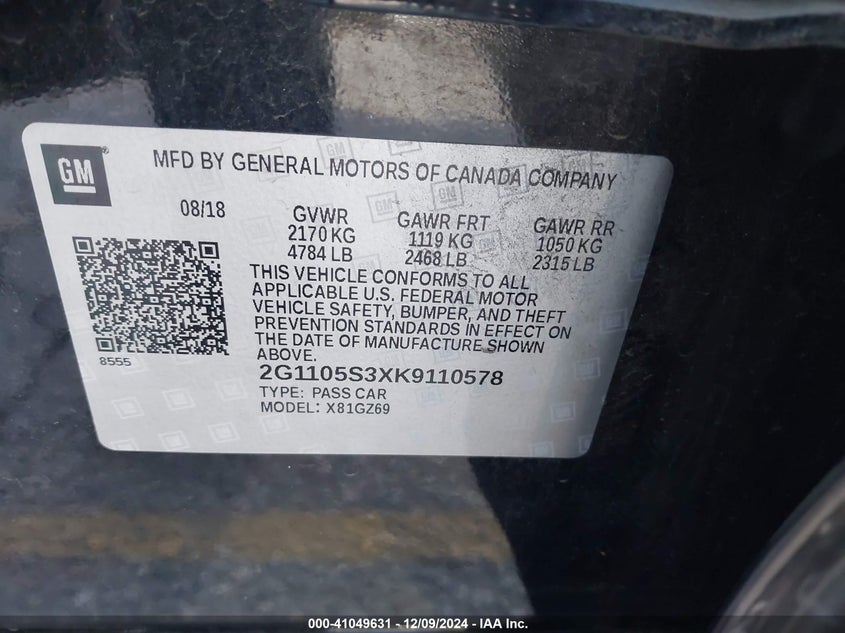 GM
MFD BY GENERAL MOTORS OF CANADA COMPANY
08/18
GVWR
2170 KG
4784 LB
GAWR FRT
1119 KG
2468 LB
GAWR RR
1050 KG
2315 LB
THIS VEHICLE CONFORMS TO ALL
APPLICABLE U.S. FEDERAL MOTOR
VEHICLE SAFETY, BUMPER, AND THEFT
PREVENTION STANDARDS IN EFFECT ON
THE DATE OF MANUFACTURE SHOWN
ABOVE.
8555
2G1105S3XK9110578
TYPE: PASS CAR
MODEL: X81GZ69
000-41049631 - 12/09/2024 - IAA Inc.